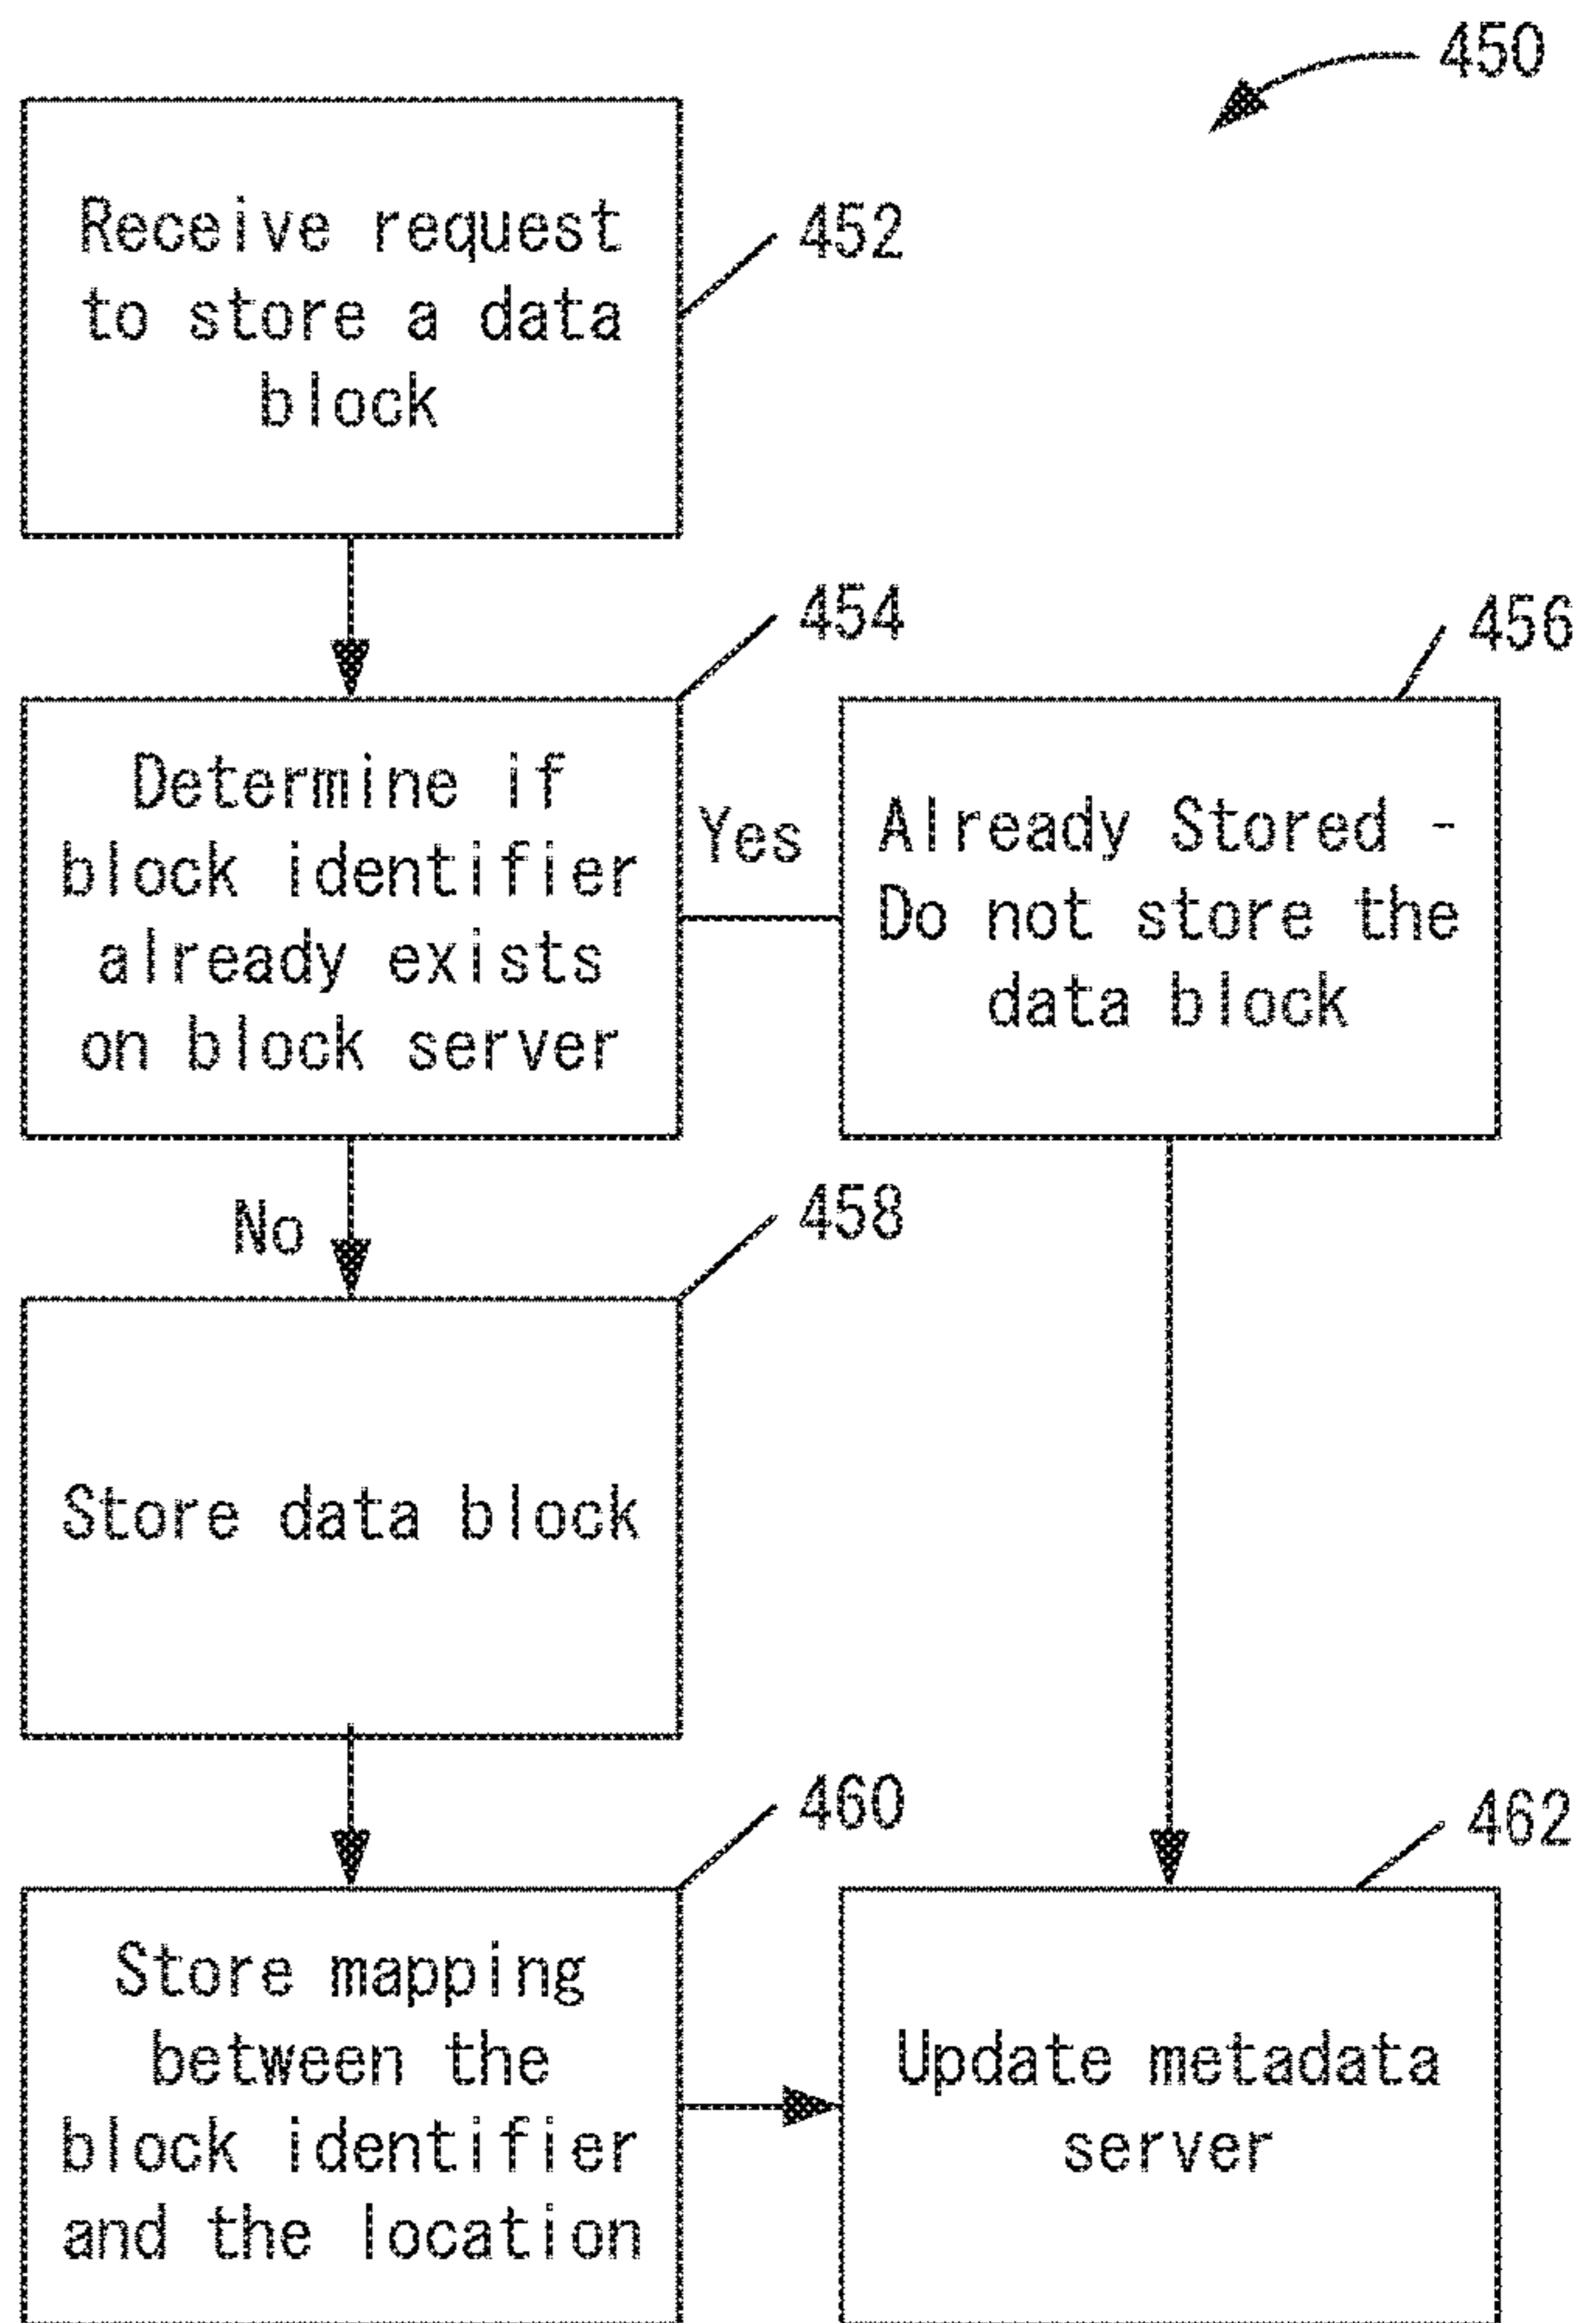 450
Receive request
to store a data
block
452
454
456
Determine if
block identifier
already exists
on block server
Yes
Already Stored -
Do not store the
data block
No
458
Store data block
460
462
Store mapping
between the
block identifier
and the location
Update metadata
server